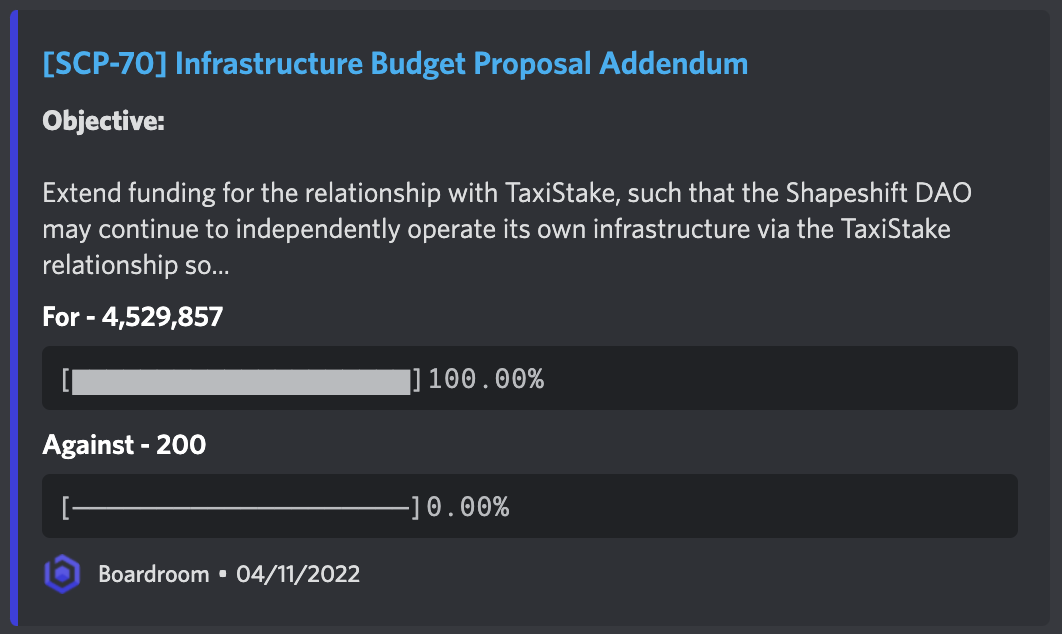 [SCP-70] Infrastructure Budget Proposal Addendum
Objective:
Extend funding for the relationship with TaxiStake, such that the Shapeshift DAO
may continue to independently operate its own infrastructure via the TaxiStake
relationship so...
For - 4,529,857
[████████████████████]100.00%
Against - 200
[────────────────────]0.00%
Boardroom • 04/11/2022